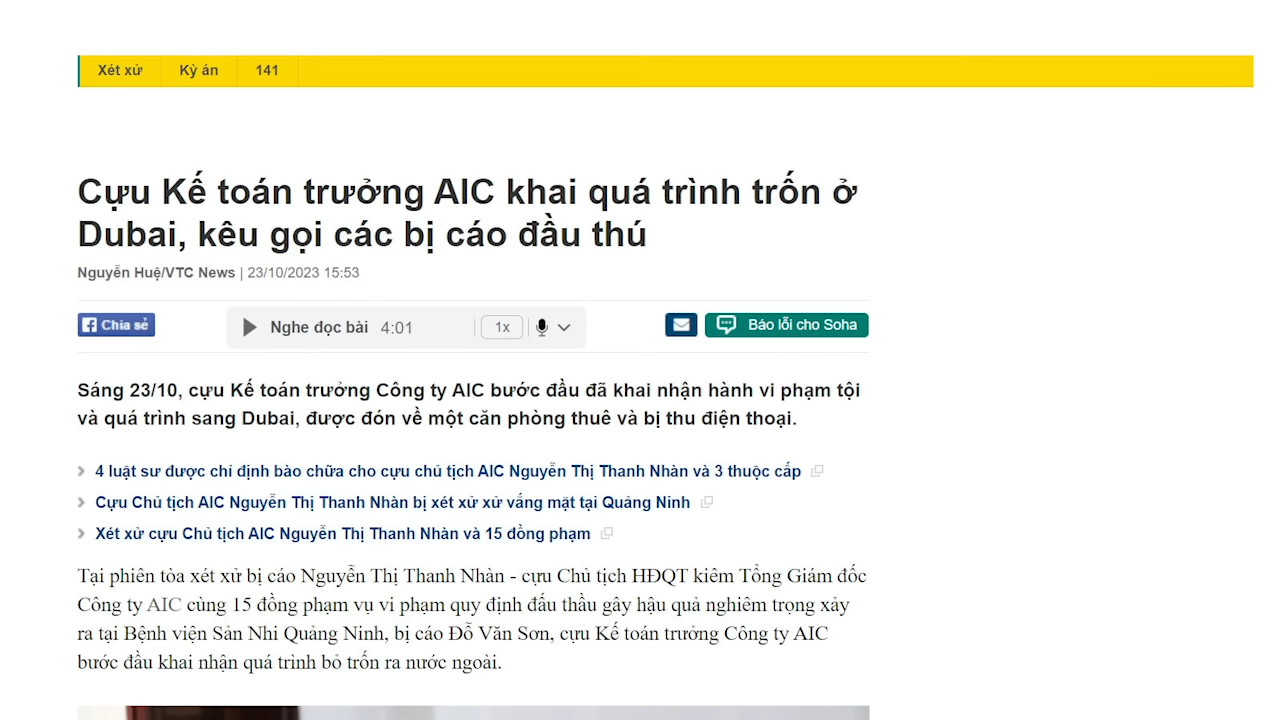 Xét xử Kỳ án 141
Cựu Kế toán trưởng AIC khai quá trình trốn ở
Dubai, kêu gọi các bị cáo đầu thú
Nguyễn Huệ/VTC News | 23/10/2023 15:53
Chia sẻ Nghe đọc bài 4:01 1x Báo lỗi cho Soha
Sáng 23/10, cựu Kế toán trưởng Công ty AIC bước đầu đã khai nhận hành vi phạm tội
và quá trình sang Dubai, được đón về một căn phòng thuê và bị thu điện thoại.
4 luật sư được chỉ định bào chữa cho cựu chủ tịch AIC Nguyễn Thị Thanh Nhàn và 3 thuộc cấp
Cựu Chủ tịch AIC Nguyễn Thị Thanh Nhàn bị xét xử xử vắng mặt tại Quảng Ninh
Xét xử cựu Chủ tịch AIC Nguyễn Thị Thanh Nhàn và 15 đồng phạm
Tại phiên tòa xét xử bị cáo Nguyễn Thị Thanh Nhàn - cựu Chủ tịch HĐQT kiêm Tổng Giám đốc
Công ty AIC cùng 15 đồng phạm vụ vi phạm quy định đấu thầu gây hậu quả nghiêm trọng xảy
ra tại Bệnh viện Sản Nhi Quảng Ninh, bị cáo Đỗ Văn Sơn, cựu Kế toán trưởng Công ty AIC
bước đầu khai nhận quá trình bỏ trốn ra nước ngoài.